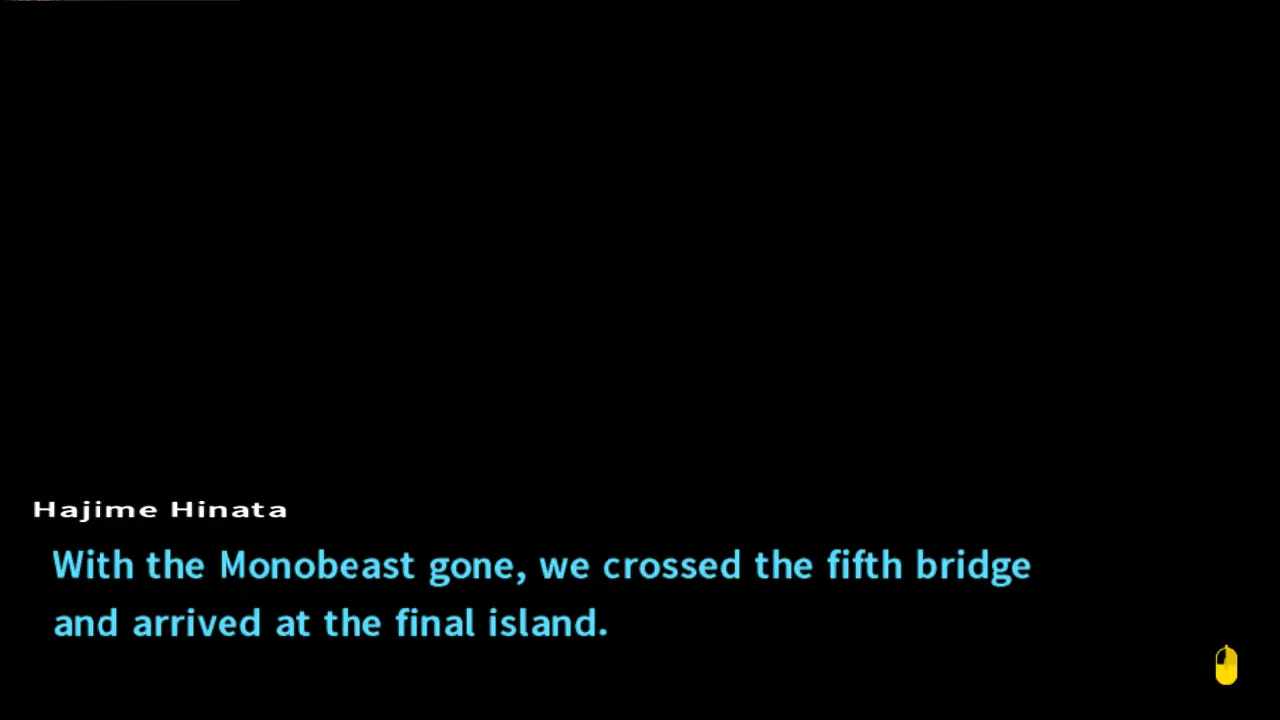 Hajime Hinata
With the Monobeast gone, we crossed the fifth bridge
and arrived at the final island.